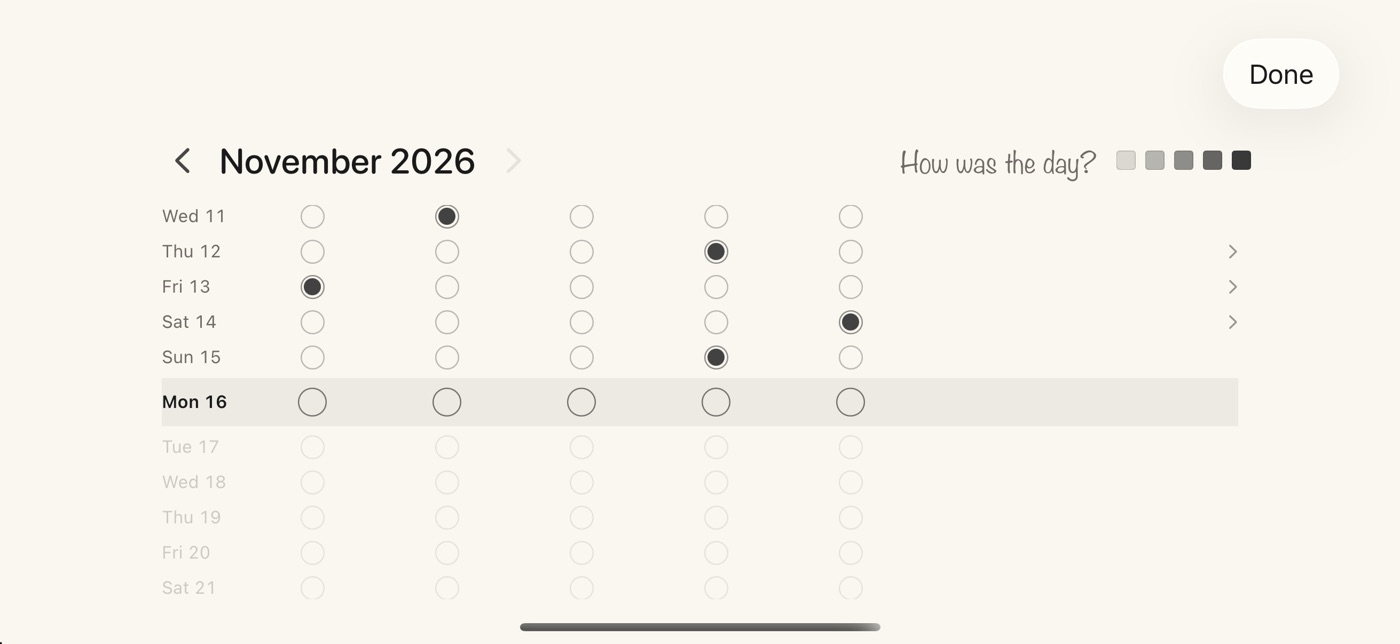 Done
November 2026 How was the day?
Wed 11
Thu 12
Fri 13
Sat 14
Sun 15
Mon 16
Tue 17
Wed 18
Thu 19
Fri 20
Sat 21